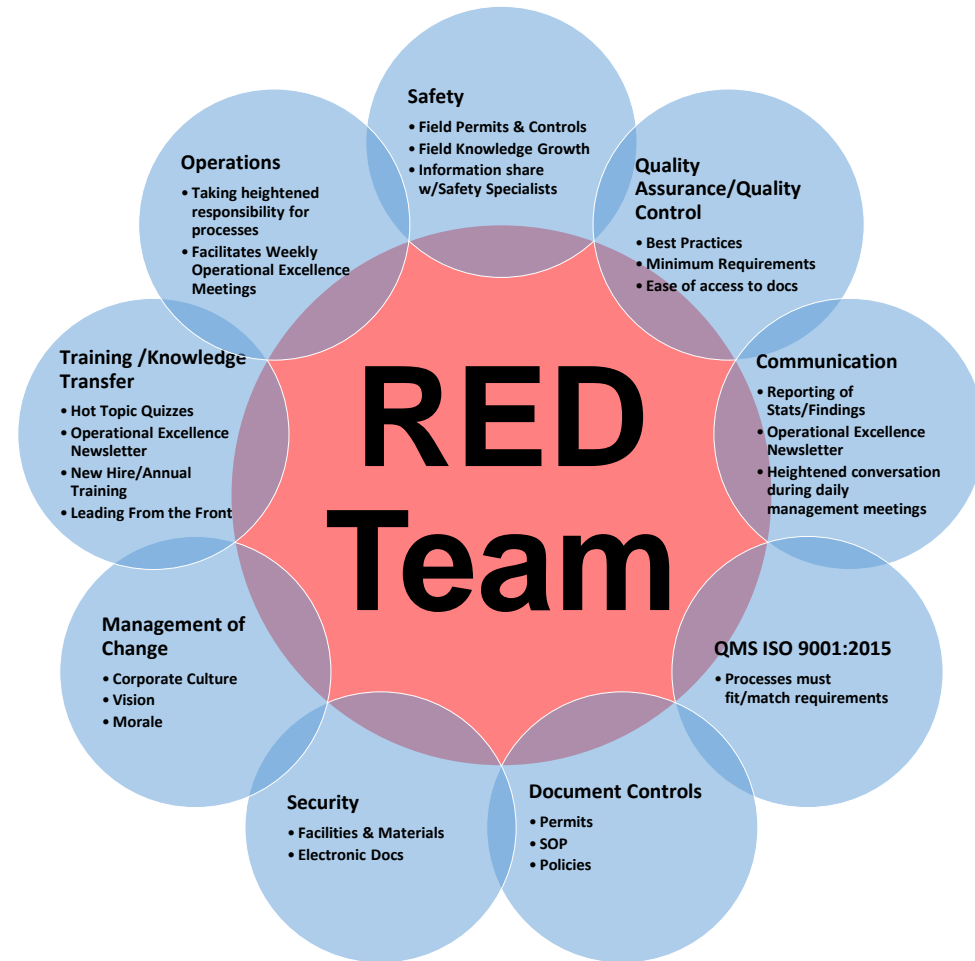 Safety
• Field Permits & Controls
• Field Knowledge Growth
• Information share
w/Safety Specialists
Quality
Assurance/Quality
Control
• Best Practices
• Minimum Requirements
• Ease of access to docs
Communication
• Reporting of
Stats/Findings
• Operational Excellence
Newsletter
• Heightened conversation
during daily
management meetings
QMS ISO 9001:2015
• Processes must
fit/match requirements
Document Controls
• Permits
• SOP
• Policies
Security
• Facilities & Materials
• Electronic Docs
Management of
Change
• Corporate Culture
• Vision
• Morale
Training /Knowledge
Transfer
• Hot Topic Quizzes
• Operational Excellence
Newsletter
• New Hire/Annual
Training
• Leading From the Front
Operations
• Taking heightened
responsibility for
processes
• Facilitates Weekly
Operational Excellence
Meetings
RED
Team